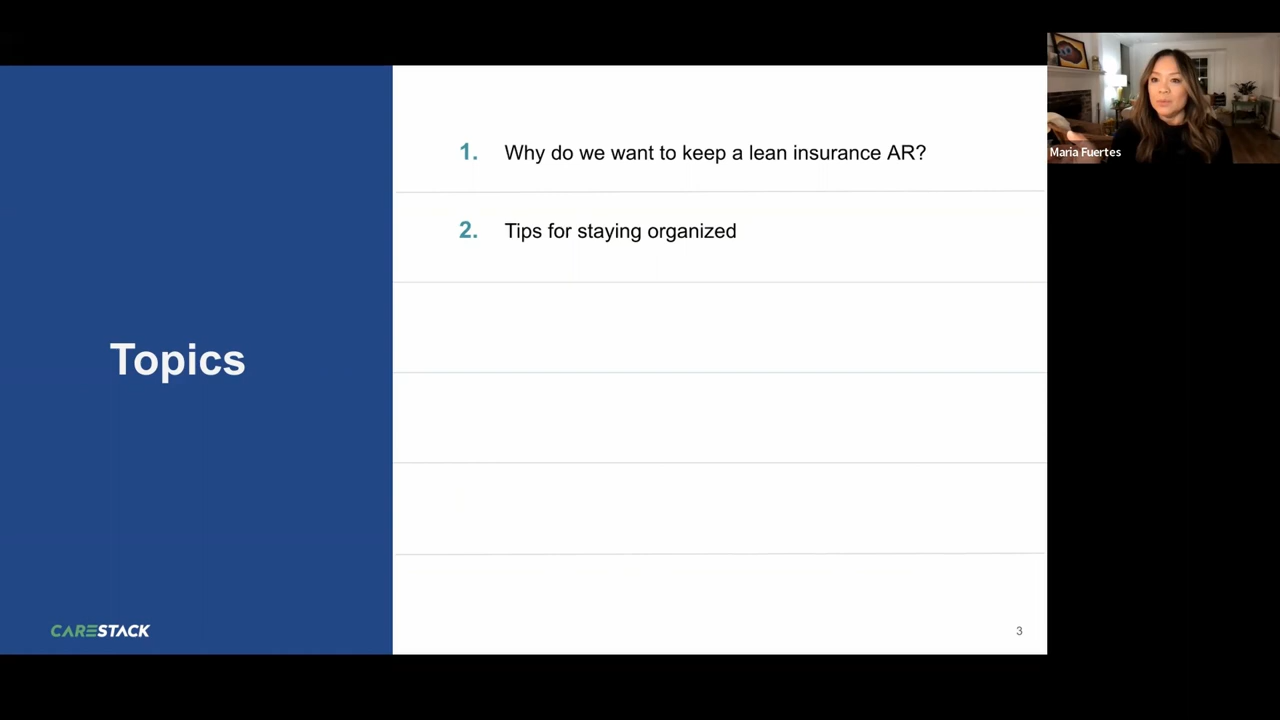 1. Why do we want to keep a lean insurance AR?
2. Tips for staying organized
Topics
CARESTACK
3
Maria Fuertes